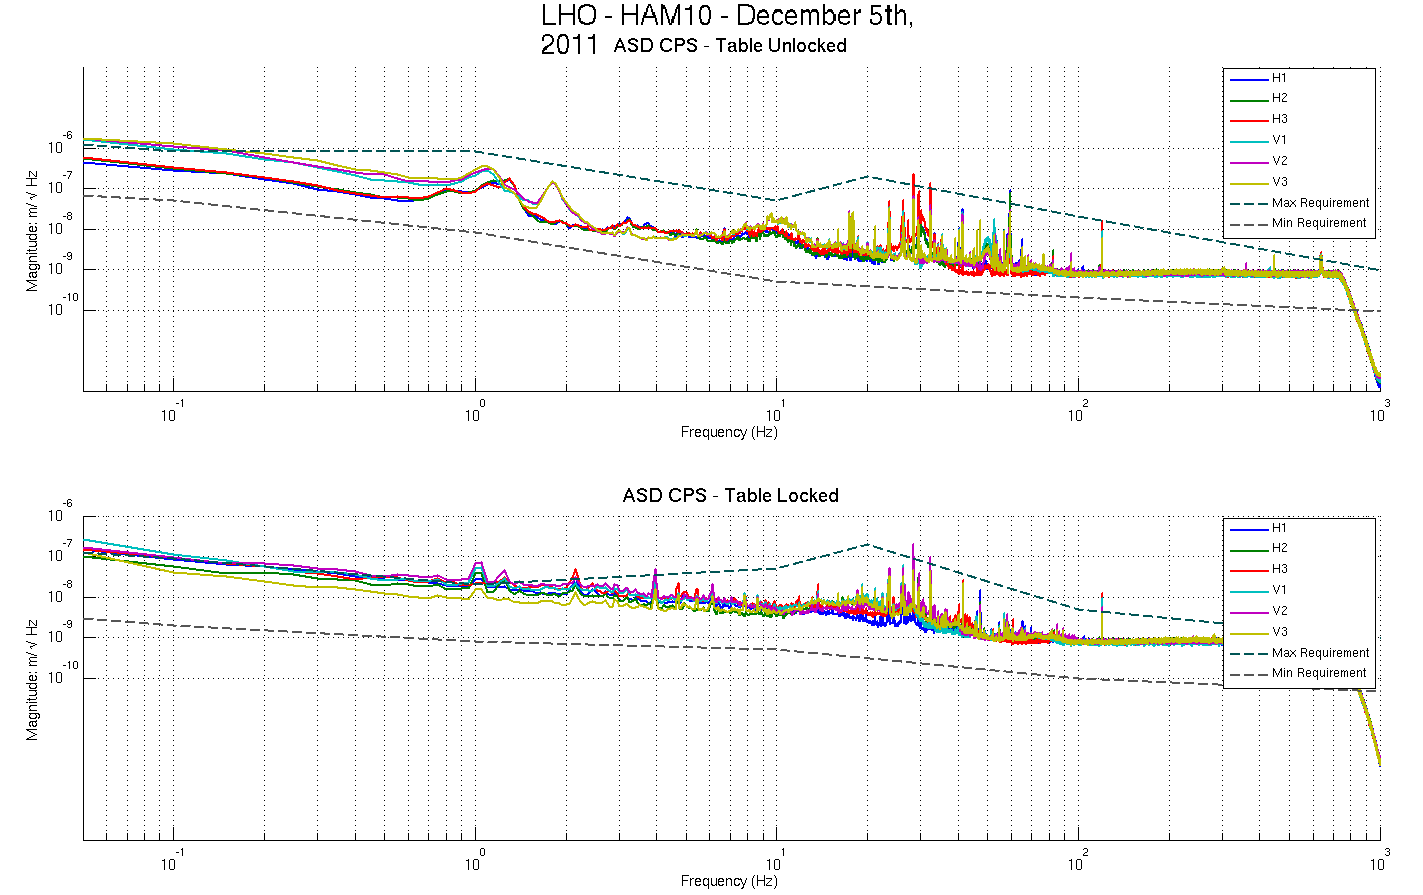 LHO - HAM10 - December 5th,
2011 ASD CPS - Table Unlocked
H1
H2
H3
V1
V2
V3
Max Requirement
Min Requirement
10^-6
10^-7
10^-8
10^-9
10^-10
Magnitude: m/ √ Hz
10^-1 10^0 10^1 10^2 10^3
Frequency (Hz)
ASD CPS - Table Locked
H1
H2
H3
V1
V2
V3
Max Requirement
Min Requirement
10^-6
10^-7
10^-8
10^-9
10^-10
Magnitude: m/ √ Hz
10^-1 10^0 10^1 10^2 10^3
Frequency (Hz)